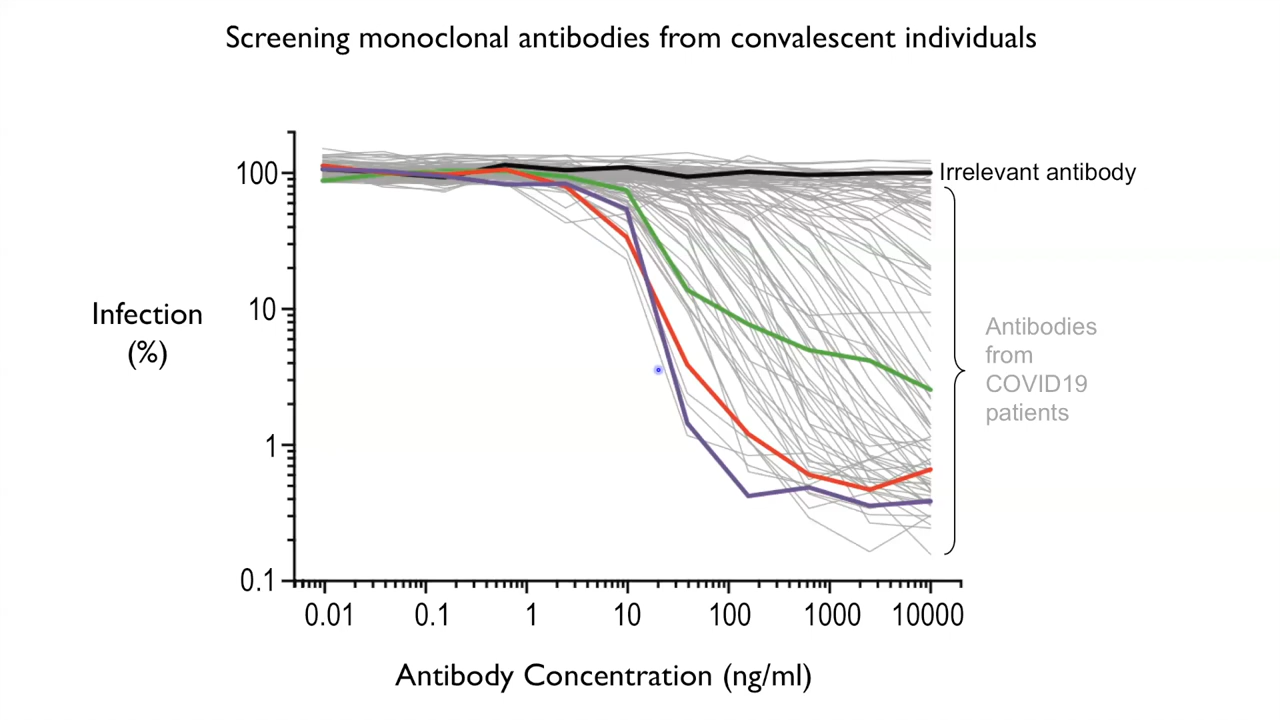 Screening monoclonal antibodies from convalescent individuals
100
10
1
0.1
Infection
(%)
Irrelevant antibody
Antibodies
from
COVID19
patients
0.01 0.1 1 10 100 1000 10000
Antibody Concentration (ng/ml)